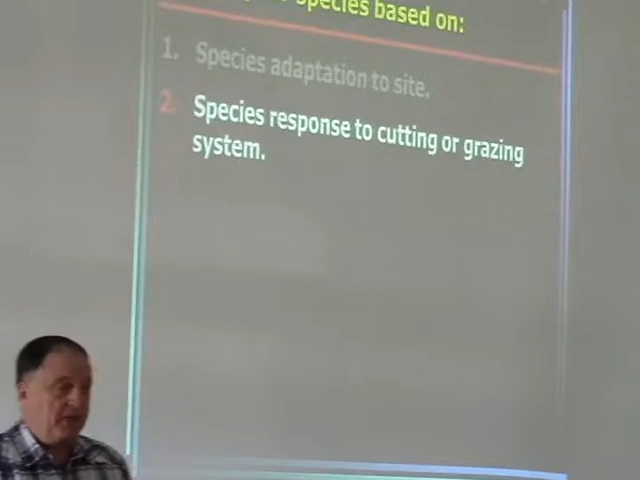 species based on:
1. Species adaptation to site.
2. Species response to cutting or grazing
system.